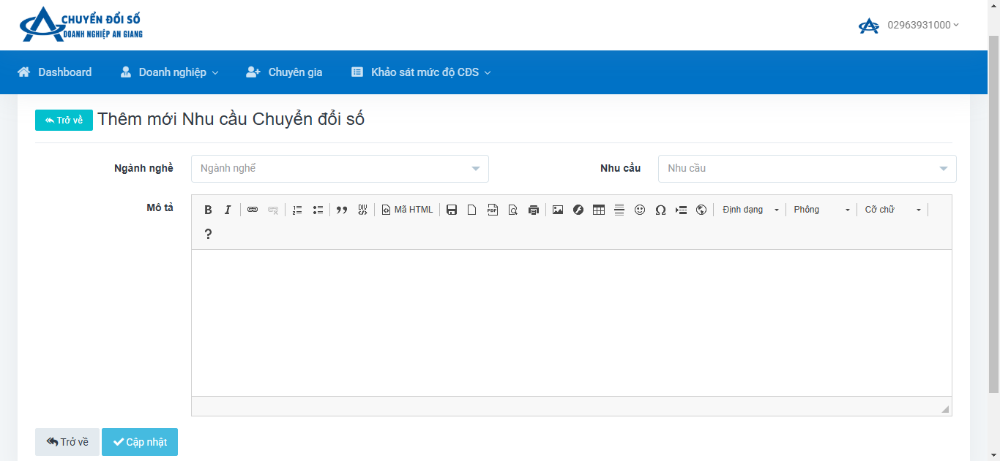 CHUYỂN ĐỔI SỐ
DOANH NGHIỆP AN GIANG
02963931000
Dashboard
Doanh nghiệp
Chuyên gia
Khảo sát mức độ CĐS
Trở về
Thêm mới Nhu cầu Chuyển đổi số
Ngành nghề
Ngành nghề
Nhu cầu
Nhu cầu
Mô tả
B
I
DIV
Mã HTML
PDF
Ω
Định dạng
Phông
Cỡ chữ
?
Trở về
Cập nhật